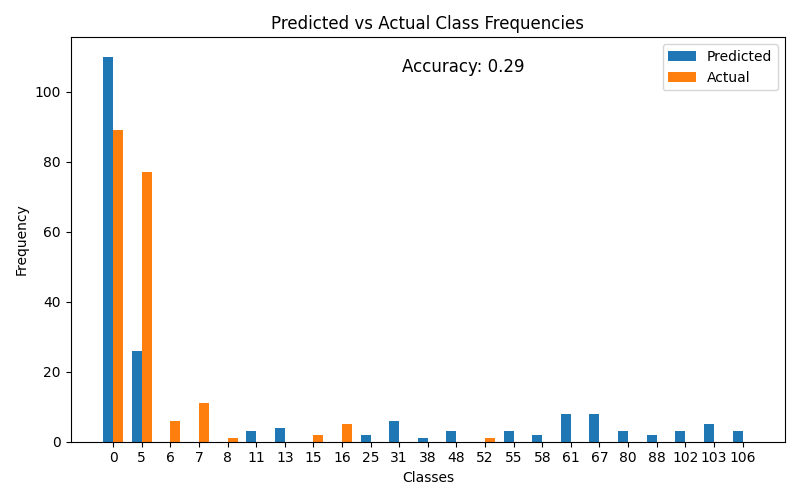 Predicted vs Actual Class Frequencies
Accuracy: 0.29
Predicted
Actual
Frequency
100
80
60
40
20
0
0 5 6 7 8 11 13 15 16 25 31 38 48 52 55 58 61 67 80 88 102 103 106
Classes